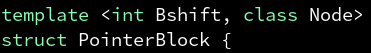 template <int Bshift, class Node>
struct PointerBlock {